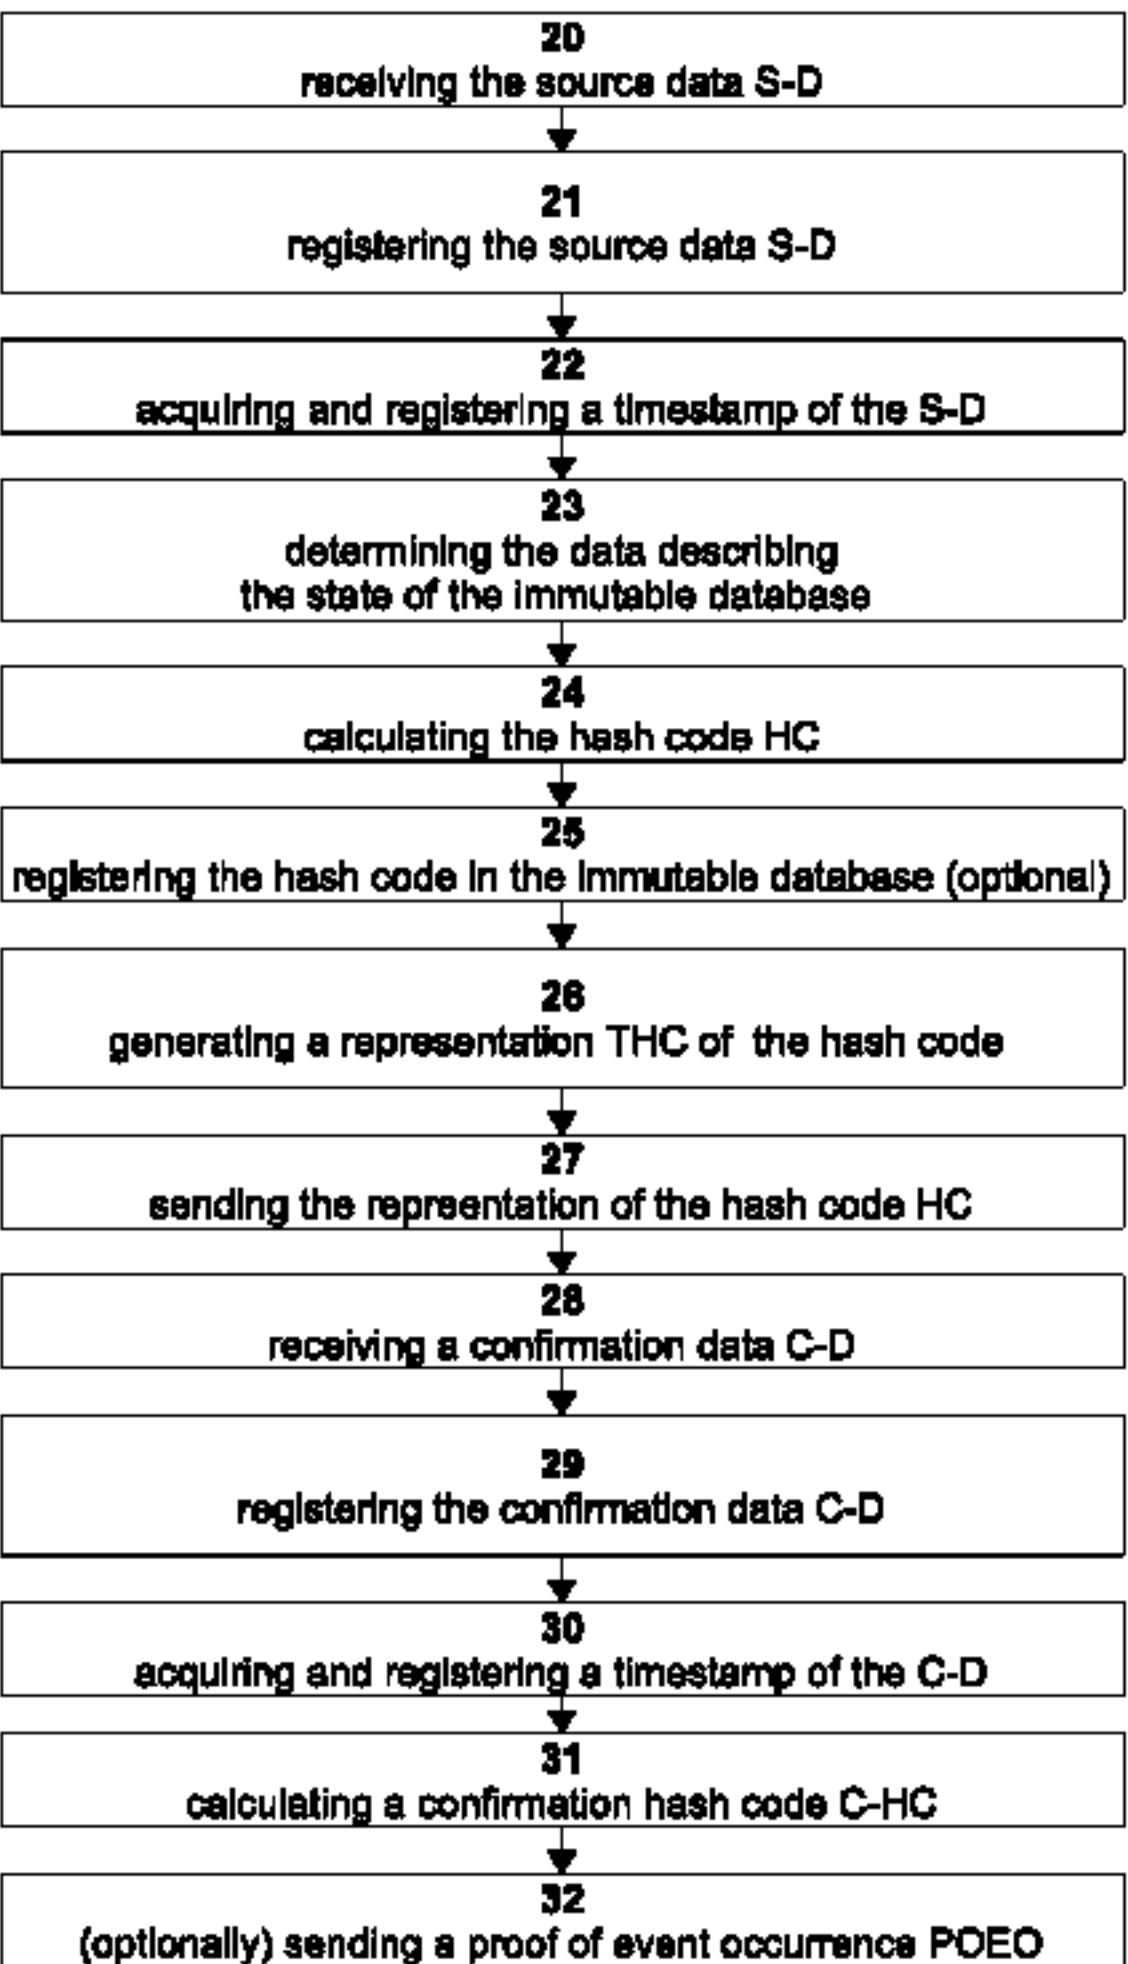 20
receiving the source data S-D
21
registering the source data S-D
22
acquiring and registering a timestamp of the S-D
23
determining the data describing
the state of the immutable database
24
calculating the hash code HC
25
registering the hash code in the immutable database (optional)
26
generating a representation THC of the hash code
27
sending the repreentation of the hash code HC
28
receiving a confirmation data C-D
29
registering the confirmation data C-D
30
acquiring and registering a timestamp of the C-D
31
calculating a confirmation hash code C-HC
32
(optionally) sending a proof of event occurrence POEO